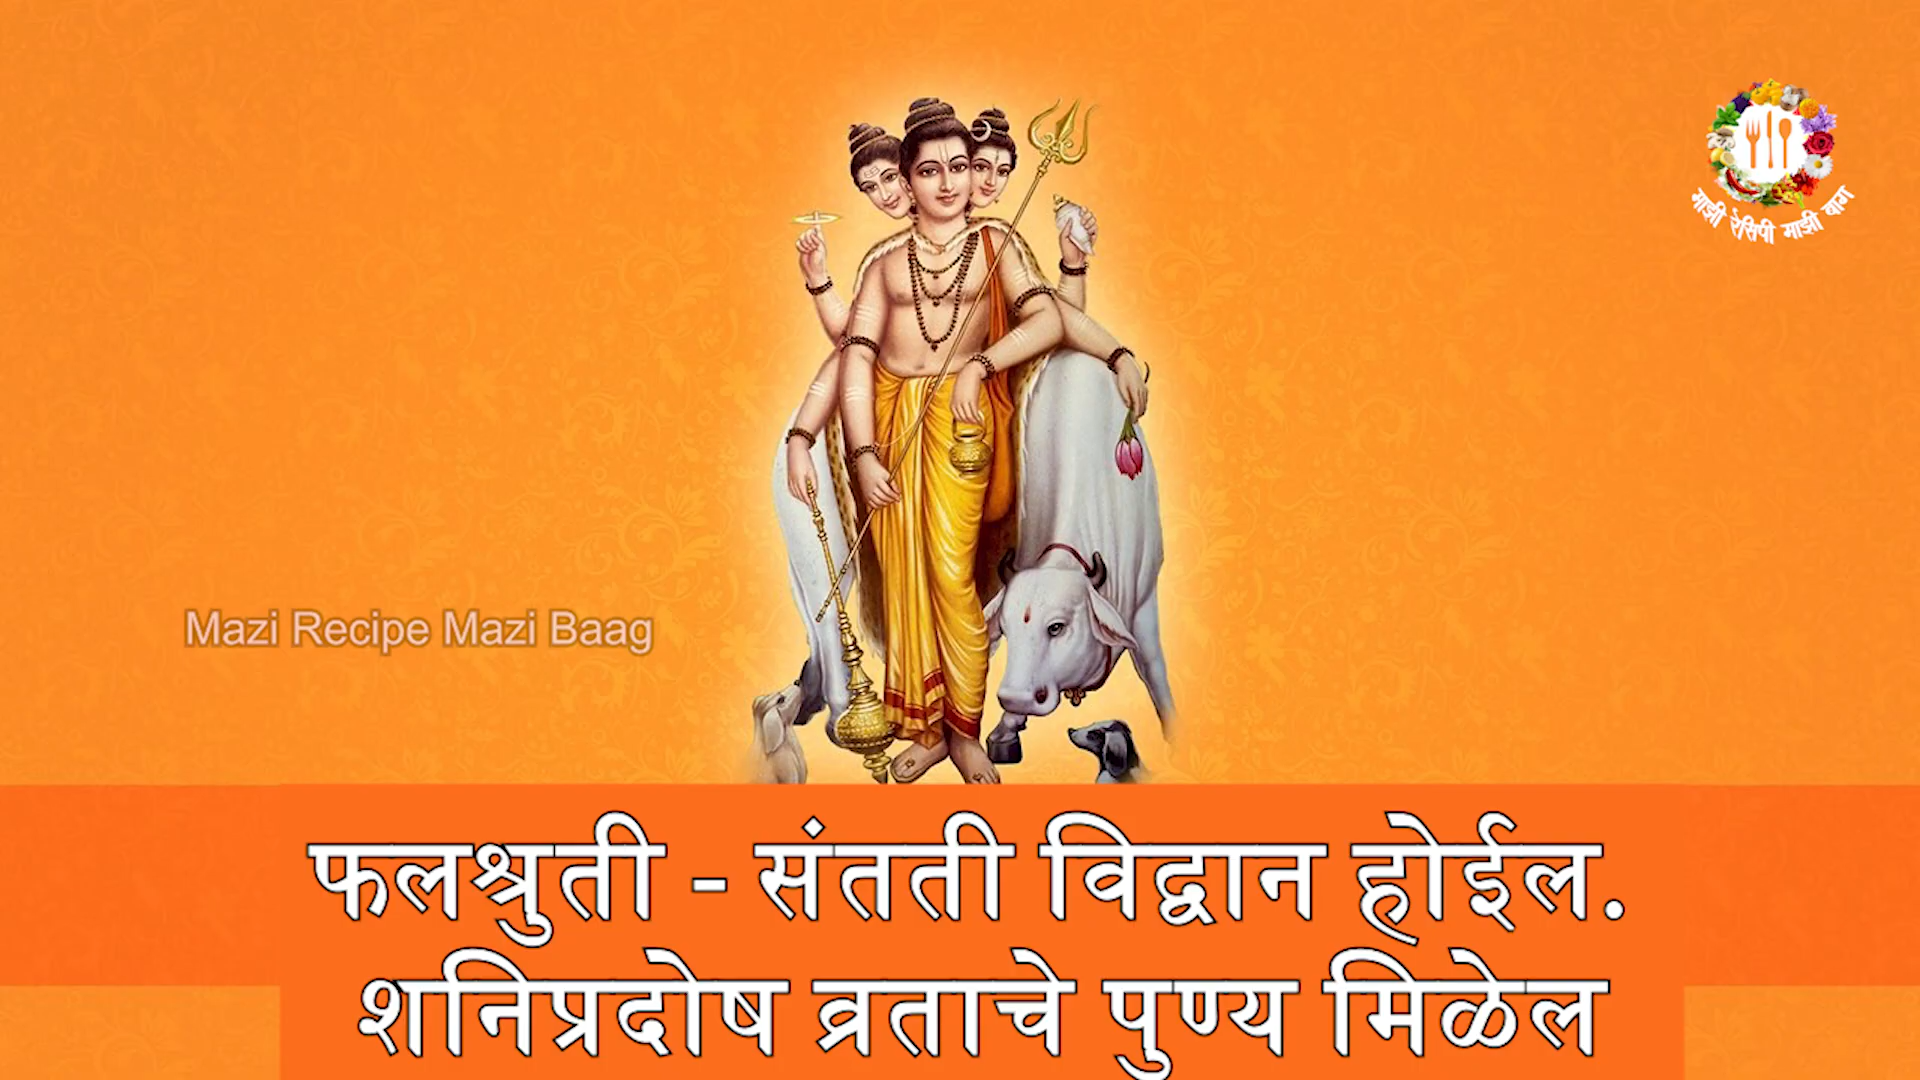 माझी रेसिपी माझी बाग
Mazi Recipe Mazi Baag
फलश्रुती - संतती विद्वान होईल.
शनिप्रदोष व्रताचे पुण्य मिळेल